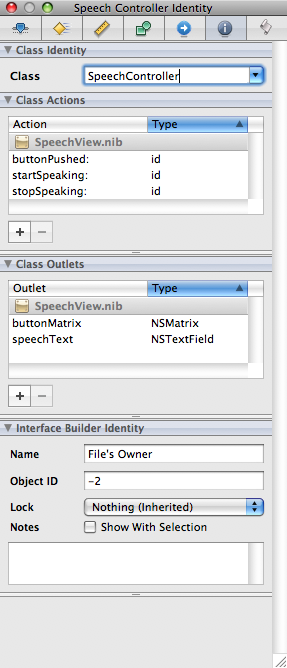 Speech Controller Identity
Class Identity
Class SpeechController
Class Actions
Action Type
SpeechView.nib
buttonPushed: id
startSpeaking: id
stopSpeaking: id
Class Outlets
Outlet Type
SpeechView.nib
buttonMatrix NSMatrix
speechText NSTextField
Interface Builder Identity
Name File's Owner
Object ID -2
Lock Nothing (Inherited)
Notes Show With Selection